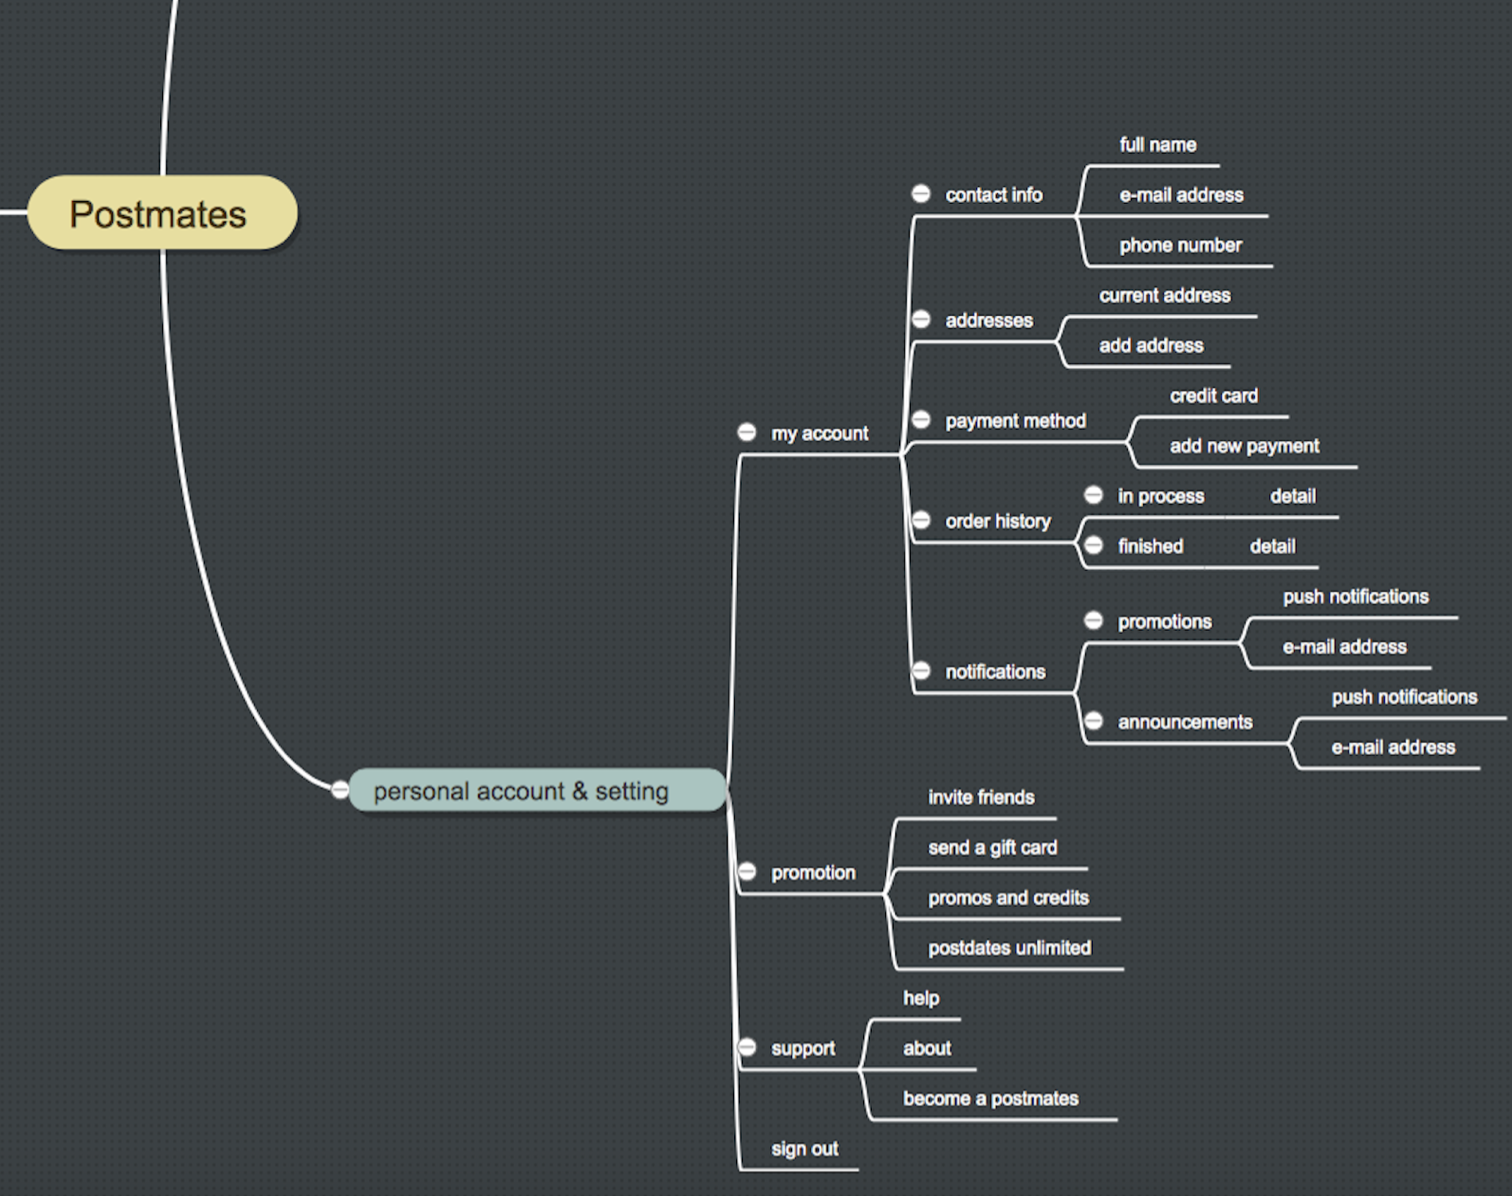 Postmates
personal account & setting
my account
contact info
full name
e-mail address
phone number
addresses
current address
add address
payment method
credit card
add new payment
order history
in process
detail
finished
detail
notifications
promotions
push notifications
e-mail address
announcements
push notifications
e-mail address
promotion
invite friends
send a gift card
promos and credits
postdates unlimited
support
help
about
become a postmates
sign out